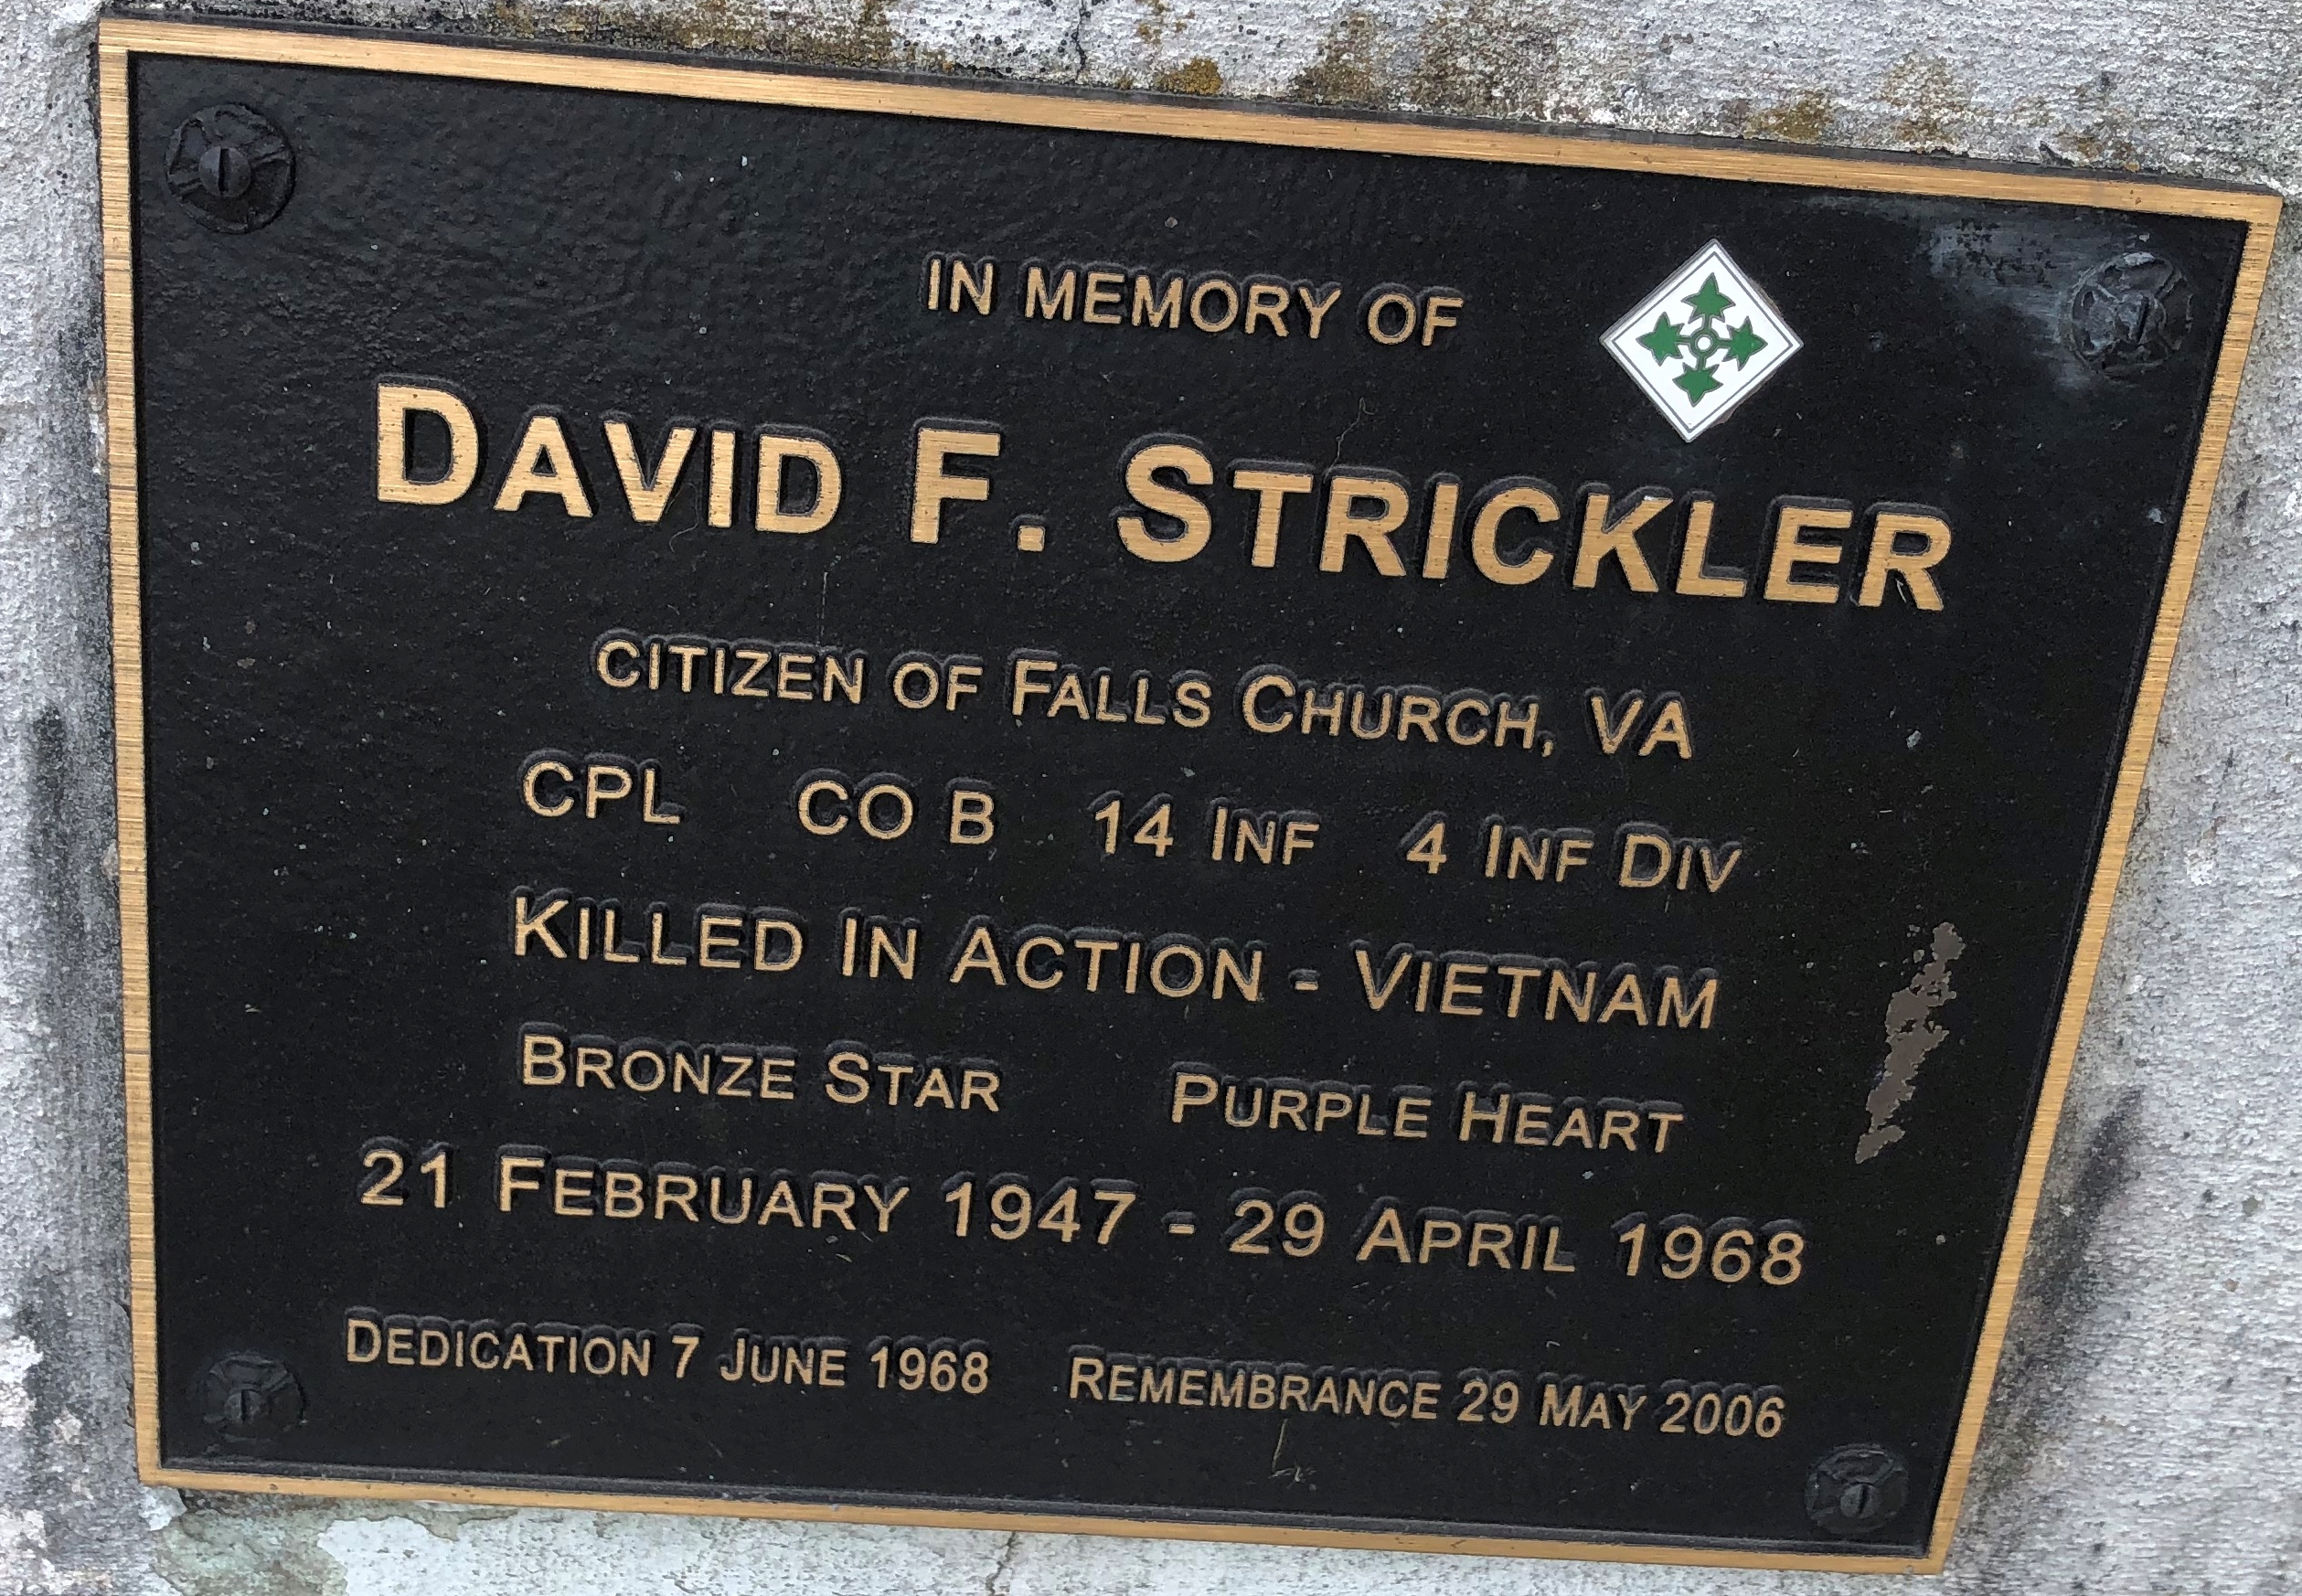 IN MEMORY OF
DAVID F. STRICKLER
CITIZEN OF FALLS CHURCH, VA
CPL CO B 14 INF 4 INF DIV
KILLED IN ACTION - VIETNAM
BRONZE STAR PURPLE HEART
21 FEBRUARY 1947 - 29 APRIL 1968
DEDICATION 7 JUNE 1968 REMEMBRANCE 29 MAY 2006